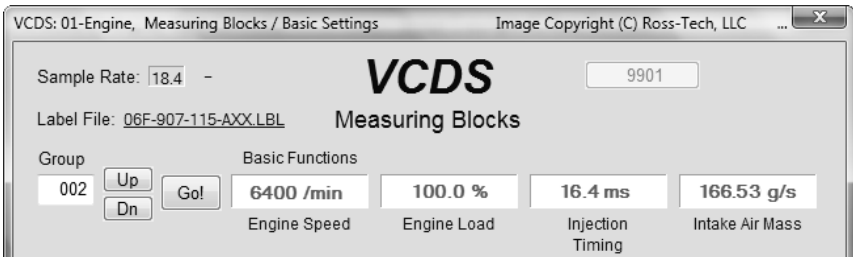 VCDS: 01-Engine, Measuring Blocks / Basic Settings Image Copyright (C) Ross-Tech, LLC ... X
Sample Rate: 18.4 – VCDS 9901
Label File: 06F-907-115-AXX.LBL Measuring Blocks
Group Basic Functions
002 Up Dn Go! 6400 /min 100.0 % 16.4 ms 166.53 g/s
Engine Speed Engine Load Injection Timing Intake Air Mass